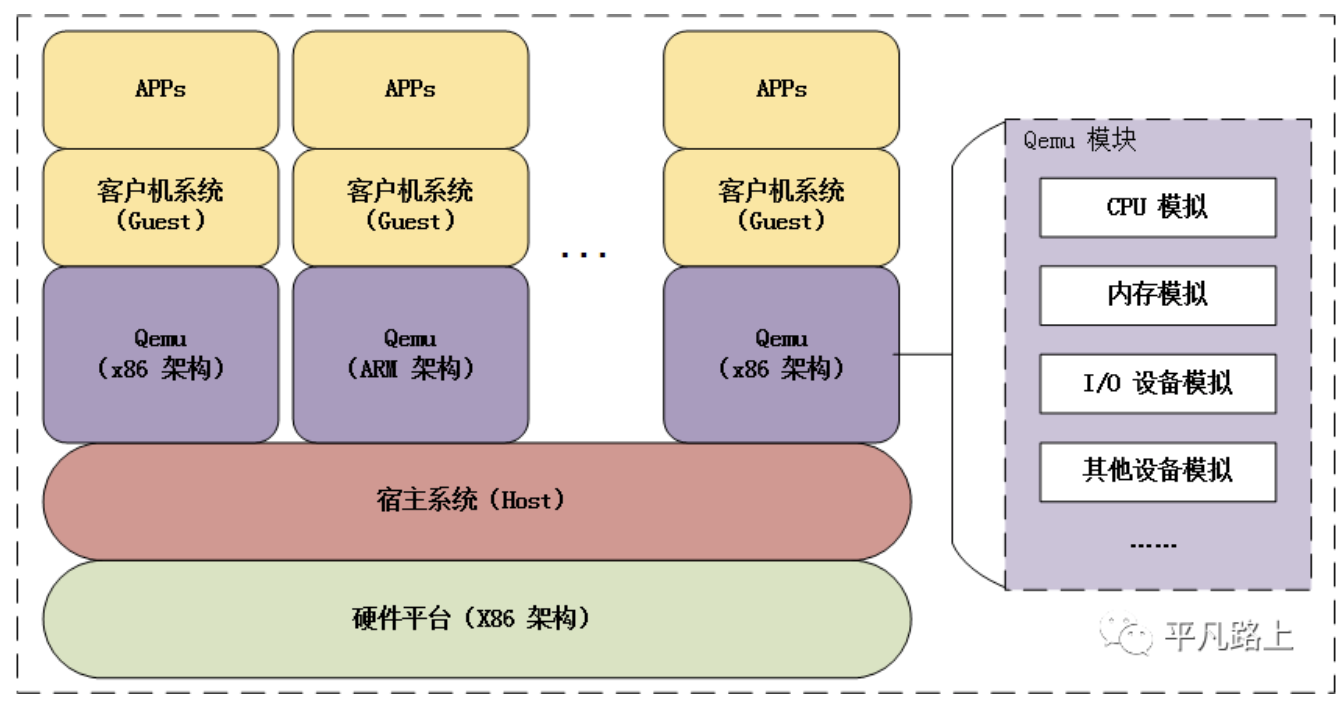 APPs
APPs
APPs
客户机系统
(Guest)
客户机系统
(Guest)
客户机系统
(Guest)
...
Qemu
(x86 架构)
Qemu
(ARM 架构)
Qemu
(x86 架构)
宿主系统 (Host)
硬件平台 (X86 架构)
Qemu 模块
CPU 模拟
内存模拟
I/O 设备模拟
其他设备模拟
……
平凡路上